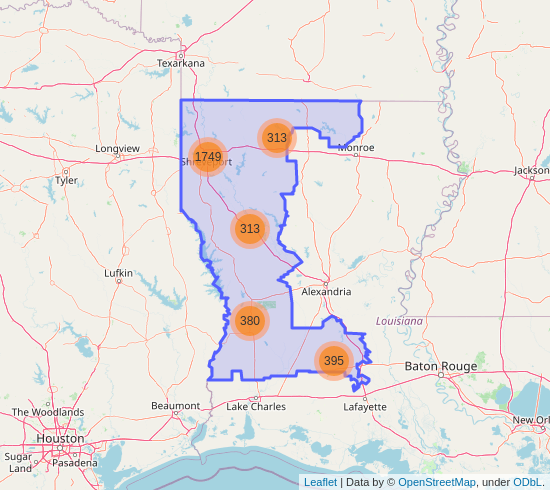 Texarkana
313
1749
Shreveport
Monroe
Longview
Tyler
Jackson
313
Lufkin
Alexandria
380
Louisiana
395
Baton Rouge
Beaumont
Lake Charles
Lafayette
The Woodlands
New Orl
Houston
Sugar
Land
Pasadena
Leaflet | Data by © OpenStreetMap, under ODbL.